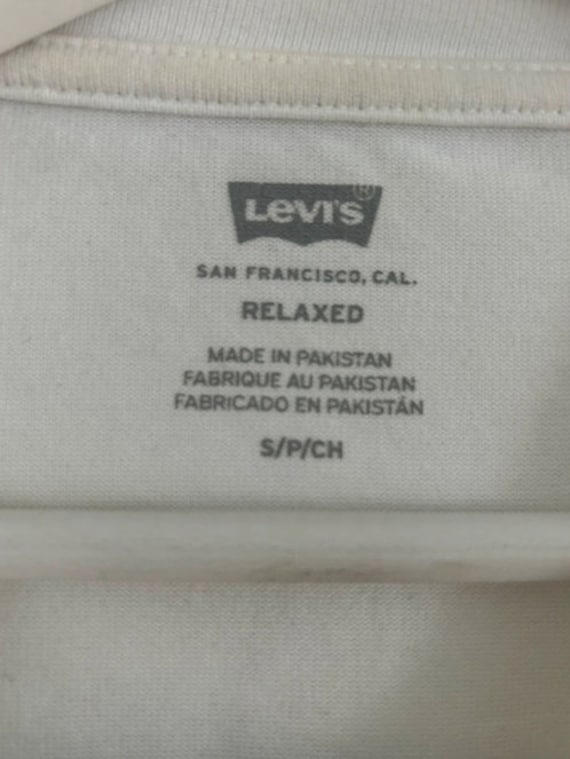 LEVI'S®
SAN FRANCISCO, CAL.
RELAXED
MADE IN PAKISTAN
FABRIQUE AU PAKISTAN
FABRICADO EN PAKISTÁN
S/P/CH